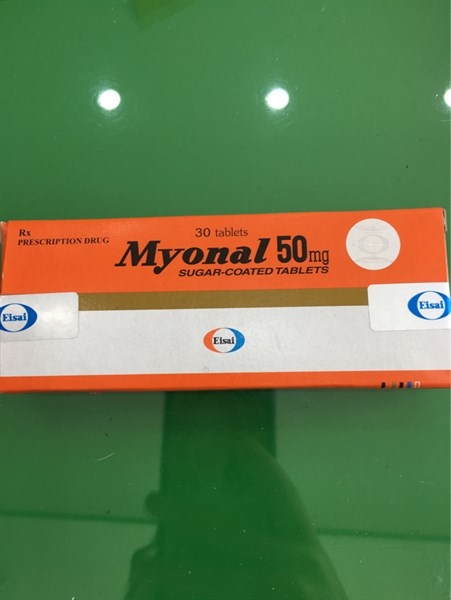 30 tablets
Rx
PRESCRIPTION DRUG
Myonal 50mg
SUGAR-COATED TABLETS
Eisai
Eisai
Eisai